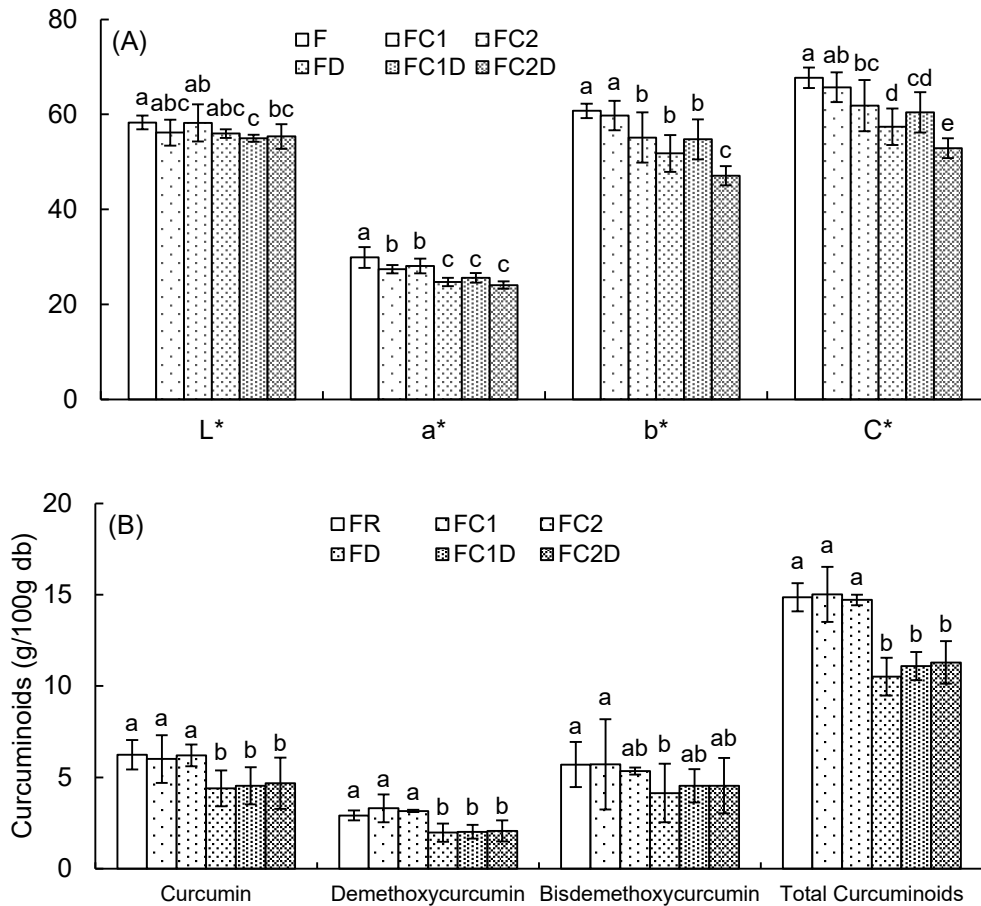 80
(A)
F FC1 FC2
FD FC1D FC2D
60
40
20
0
a abc ab abc c bc
a b b c c c
a a b b b c
a ab bc d cd e
L* a* b* C*
20
(B)
FR FC1 FC2
FD FC1D FC2D
15
10
5
0
Curcuminoids (g/100g db)
a a a b b b
a a a b b b
a a ab b ab ab
a a a b b b
Curcumin Demethoxycurcumin Bisdemethoxycurcumin Total Curcuminoids